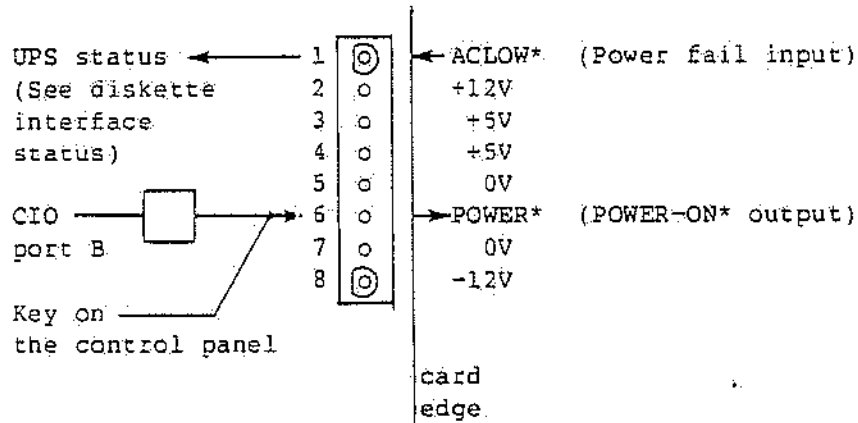 UPS status 1 ACLOW* (Power fail input)
(See diskette 2 +12V
interface 3 +5V
status) 4 +5V
5 0V
CIO 6 POWER* (POWER-ON* output)
port B 7 0V
8 -12V
Key on
the control panel
card
edge